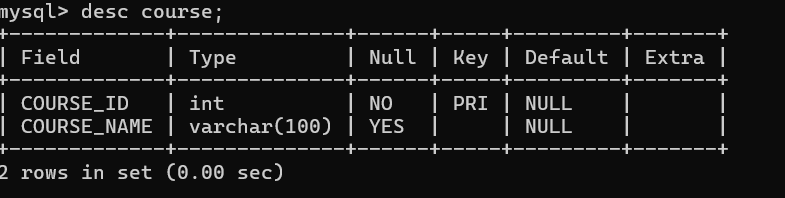 mysql> desc course;
+-------------+--------------+------+-----+---------+-------+
| Field       | Type         | Null | Key | Default | Extra |
+-------------+--------------+------+-----+---------+-------+
| COURSE_ID   | int          | NO   | PRI | NULL    |       |
| COURSE_NAME | varchar(100) | YES  |     | NULL    |       |
+-------------+--------------+------+-----+---------+-------+
2 rows in set (0.00 sec)